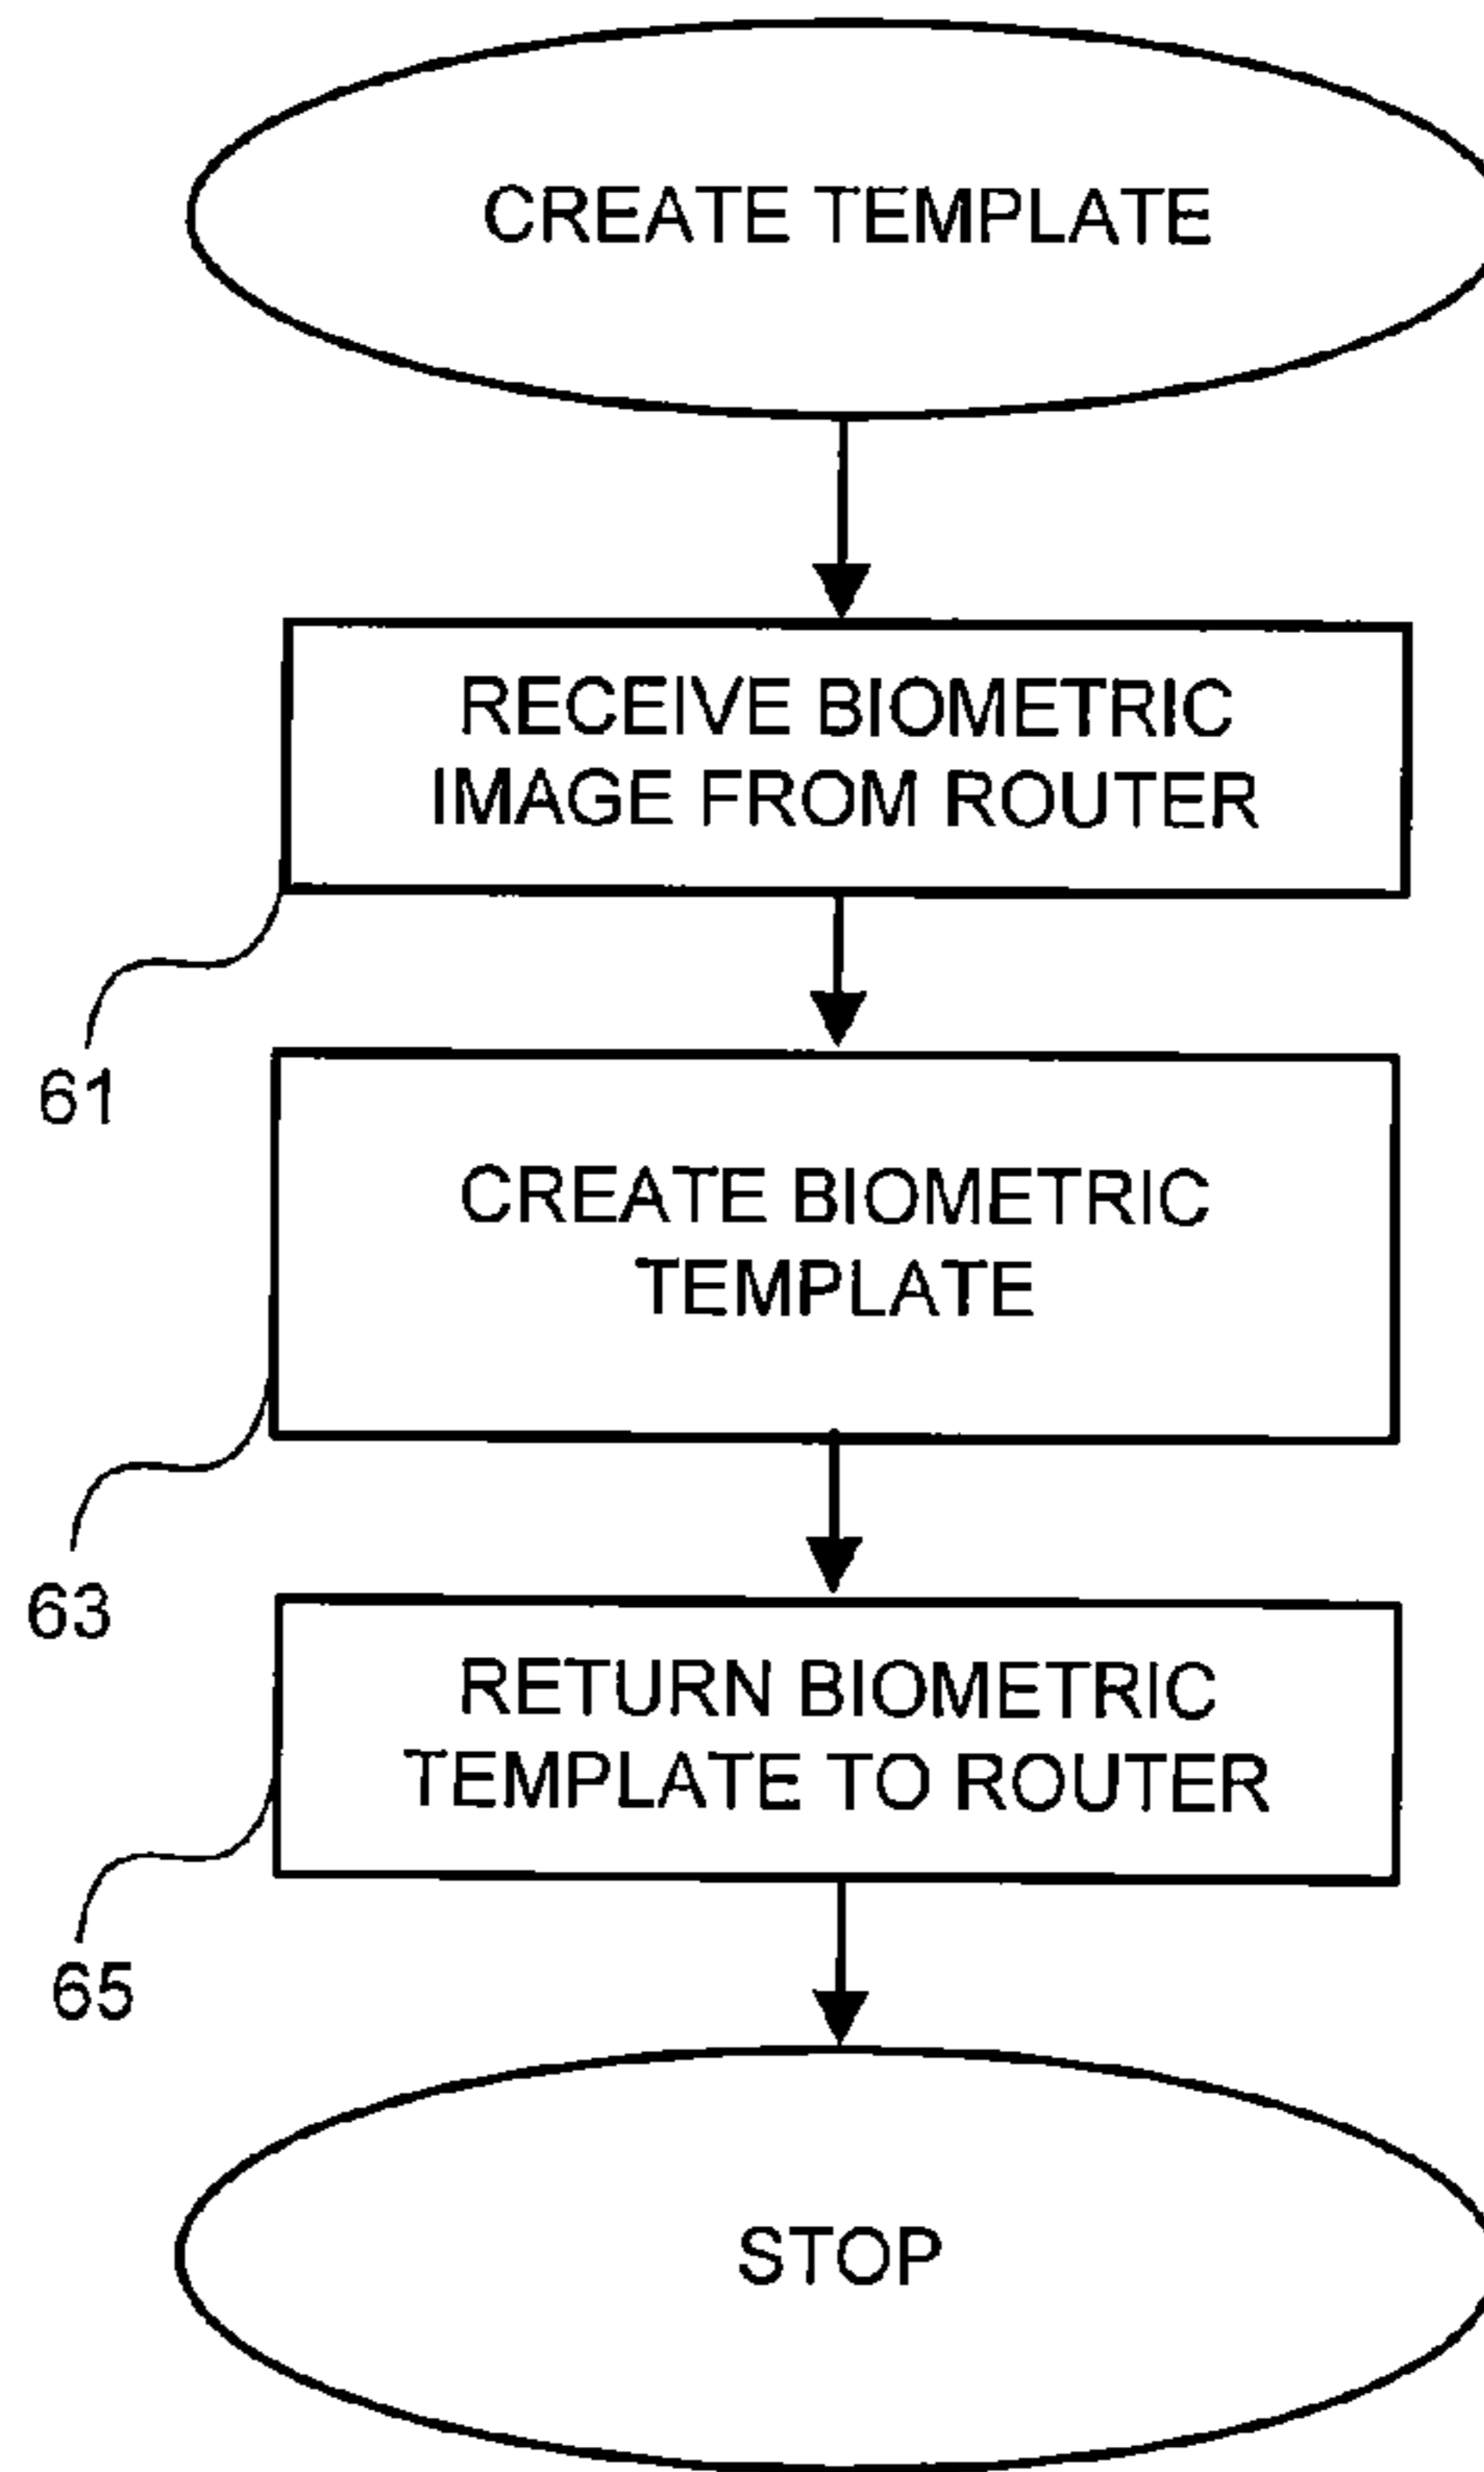 CREATE TEMPLATE
RECEIVE BIOMETRIC
IMAGE FROM ROUTER
61
CREATE BIOMETRIC
TEMPLATE
63
RETURN BIOMETRIC
TEMPLATE TO ROUTER
65
STOP